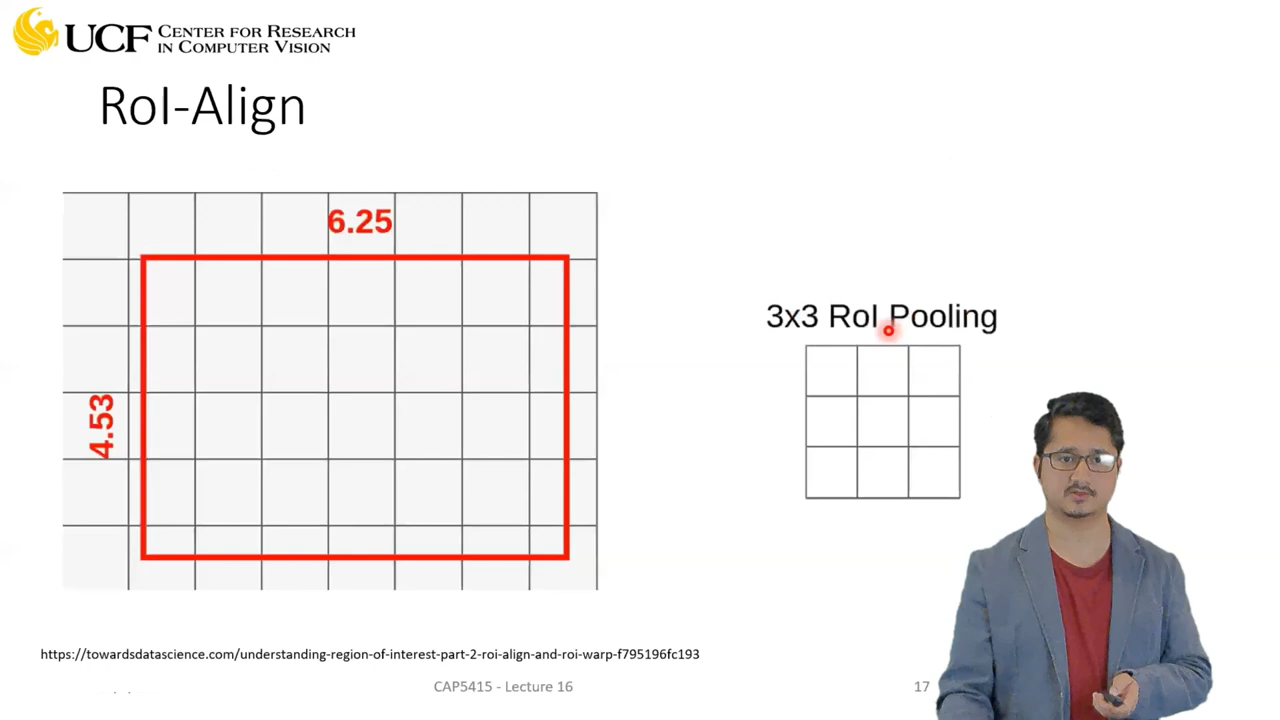 UCF CENTER FOR RESEARCH
IN COMPUTER VISION
RoI-Align
6.25
4.53
3x3 RoI Pooling
https://towardsdatascience.com/understanding-region-of-interest-part-2-roi-align-and-roi-warp-f795196fc193
CAP5415 - Lecture 16
17